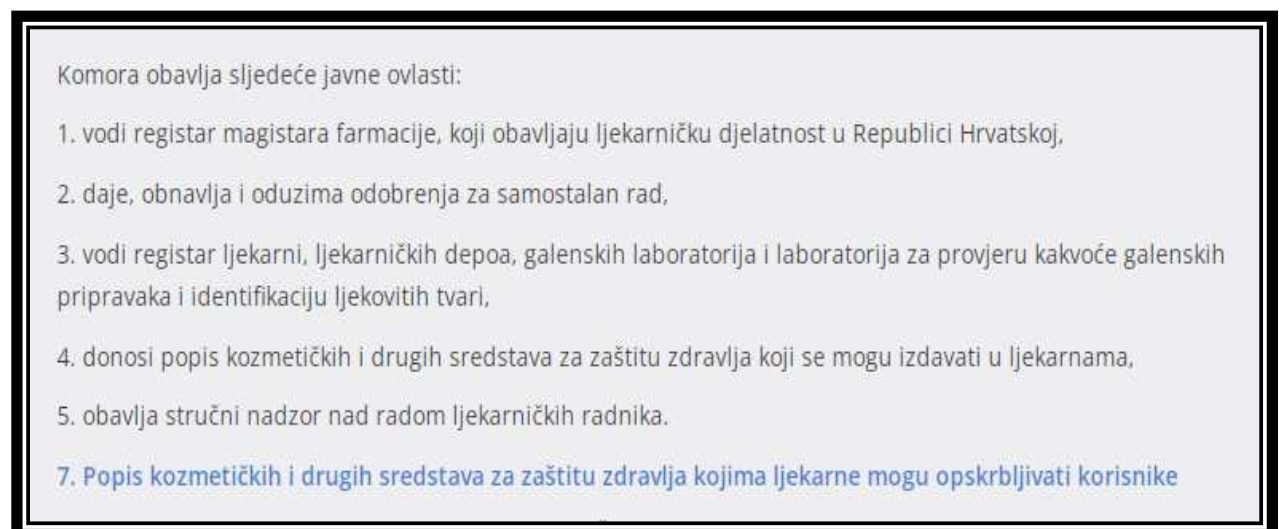 Komora obavlja sljedeće javne ovlasti:
1. vodi registar magistara farmacije, koji obavljaju ljekarničku djelatnost u Republici Hrvatskoj,
2. daje, obnavlja i oduzima odobrenja za samostalan rad,
3. vodi registar ljekarni, ljekarničkih depoa, galenskih laboratorija i laboratorija za provjeru kakvoće galenskih
pripravaka i identifikaciju ljekovitih tvari,
4. donosi popis kozmetičkih i drugih sredstava za zaštitu zdravlja koji se mogu izdavati u ljekarnama,
5. obavlja stručni nadzor nad radom ljekarničkih radnika.
7. Popis kozmetičkih i drugih sredstava za zaštitu zdravlja kojima ljekarne mogu opskrbljivati korisnike